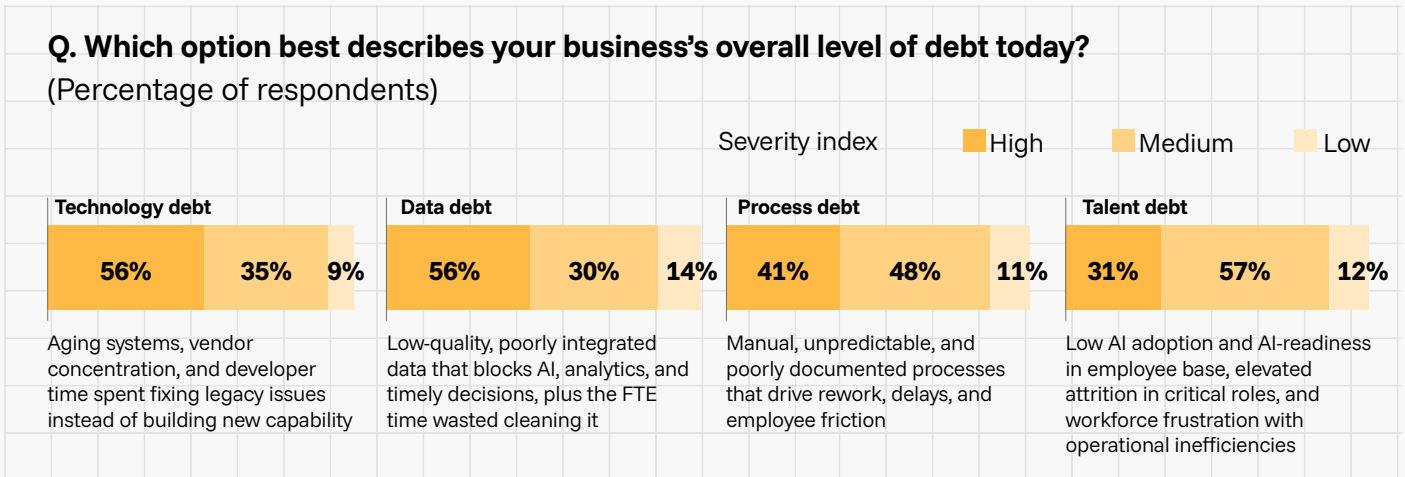 Q. Which option best describes your business’s overall level of debt today?
(Percentage of respondents)
Severity index
High
Medium
Low
Technology debt
56%
35%
9%
Aging systems, vendor
concentration, and developer
time spent fixing legacy issues
instead of building new capability
Data debt
56%
30%
14%
Low-quality, poorly integrated
data that blocks AI, analytics, and
timely decisions, plus the FTE
time wasted cleaning it
Process debt
41%
48%
11%
Manual, unpredictable, and
poorly documented processes
that drive rework, delays, and
employee friction
Talent debt
31%
57%
12%
Low AI adoption and AI-readiness
in employee base, elevated
attrition in critical roles, and
workforce frustration with
operational inefficiencies